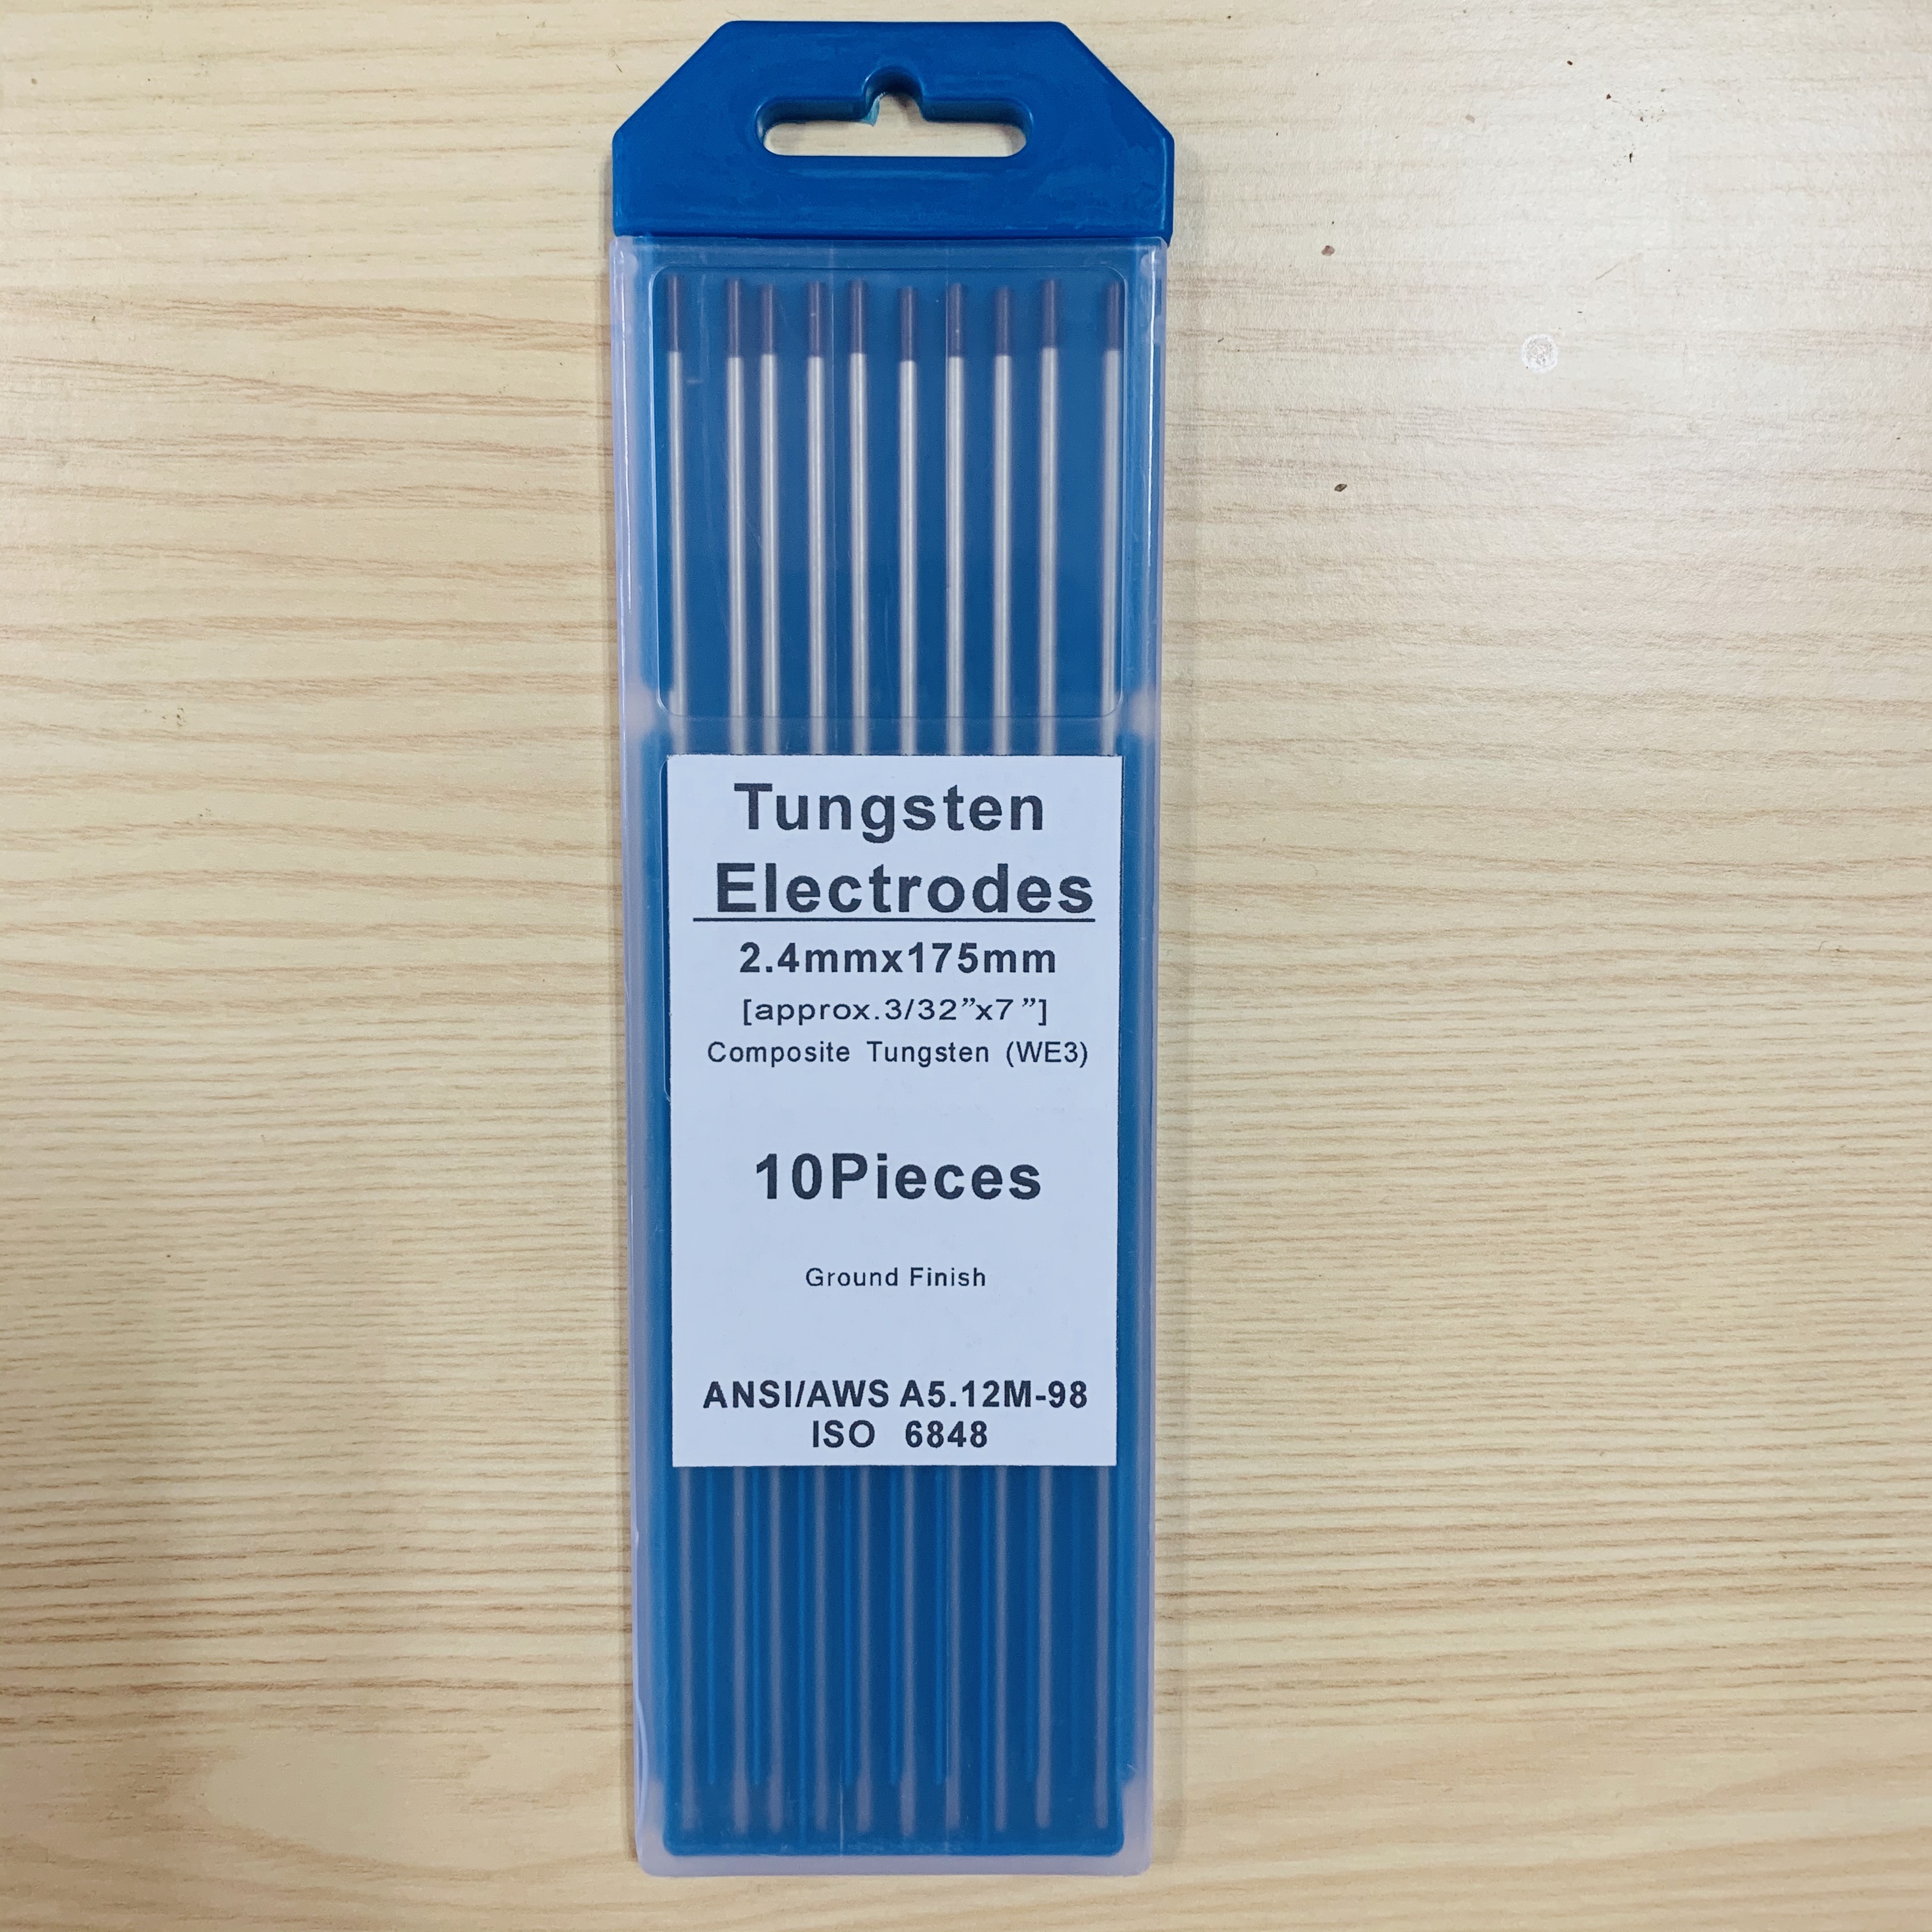 Tungsten
Electrodes
2.4mmx175mm
[approx.3/32”x7”]
Composite Tungsten (WE3)
10Pieces
Ground Finish
ANSI/AWS A5.12M-98
ISO 6848